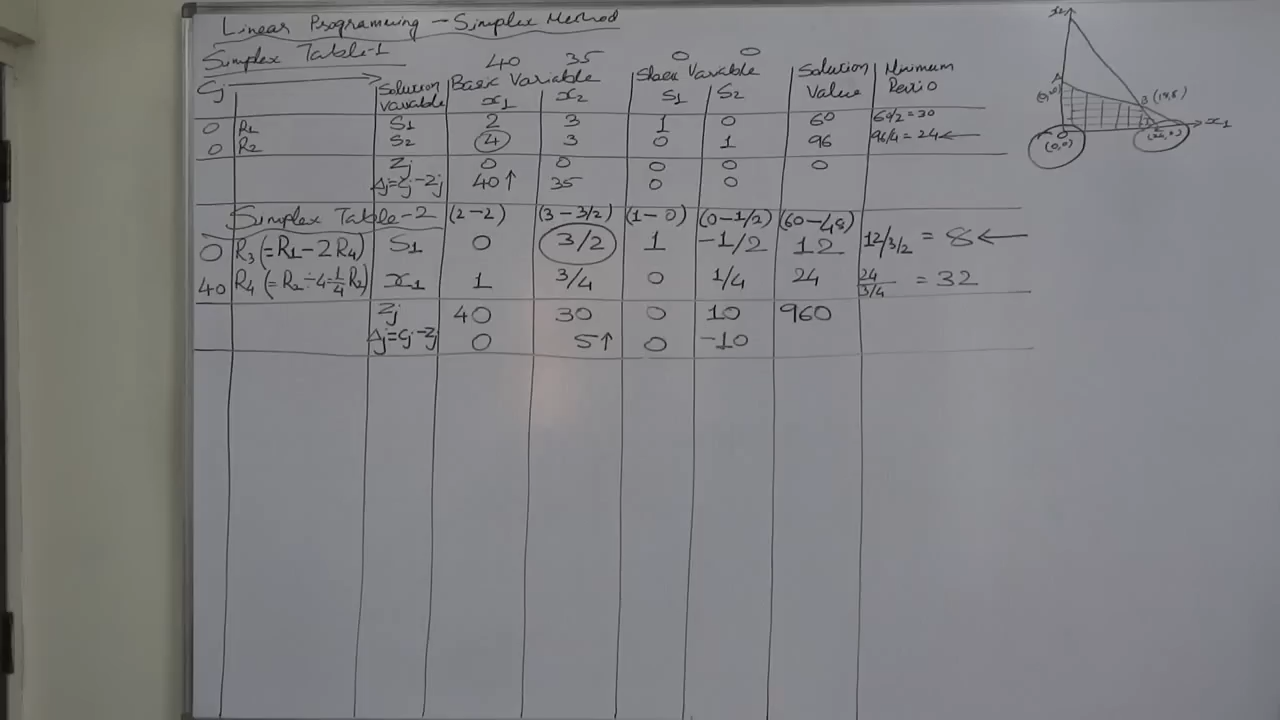 Linear Programming – Simplex Method
Simplex Table-1
40 35 0 0
Cj Solution Variable Basic Variable Slack Variable Solution Value Minimum Ratio
x1 x2 S1 S2
0 R1 S1 2 3 1 0 60 60/2 = 30
0 R2 S2 4 3 0 1 96 96/4 = 24 ←
Zj 0 0 0 0 0
Δj=Cj-Zj 40↑ 35 0 0
Simplex Table-2 (2-2) (3-3/2) (1-0) (0-1/2) (60-48)
0 R3(=R1-2R4) S1 0 3/2 1 -1/2 12 12/3/2 = 8 ←
40 R4(=R2÷4=1/4 R2) x1 1 3/4 0 1/4 24 24/3/4 = 32
Zj 40 30 0 10 960
Δj=Cj-Zj 0 5↑ 0 -10
A
B
x1
(0,0)